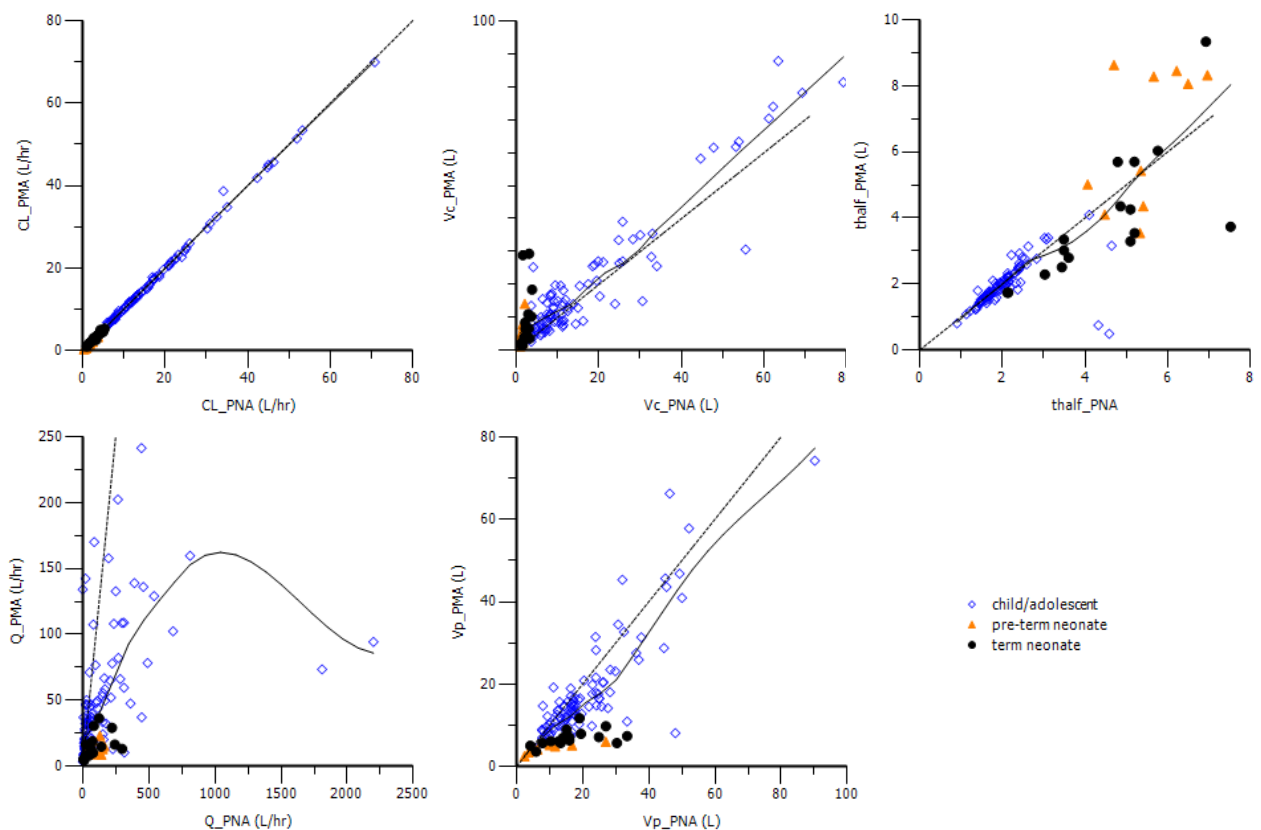 80
60
40
20
0
CL_PMA (L/hr)
0 20 40 60 80
CL_PNA (L/hr)
100
Vc_PMA (L)
0 20 40 60 80
Vc_PNA (L)
10
8
6
4
2
0
thalf_PMA (L)
0 2 4 6 8
thalf_PNA
250
200
150
100
50
0
Q_PMA (L/hr)
0 500 1000 1500 2000 2500
Q_PNA (L/hr)
80
60
40
20
0
Vp_PMA (L)
0 20 40 60 80 100
Vp_PNA (L)
child/adolescent
pre-term neonate
term neonate